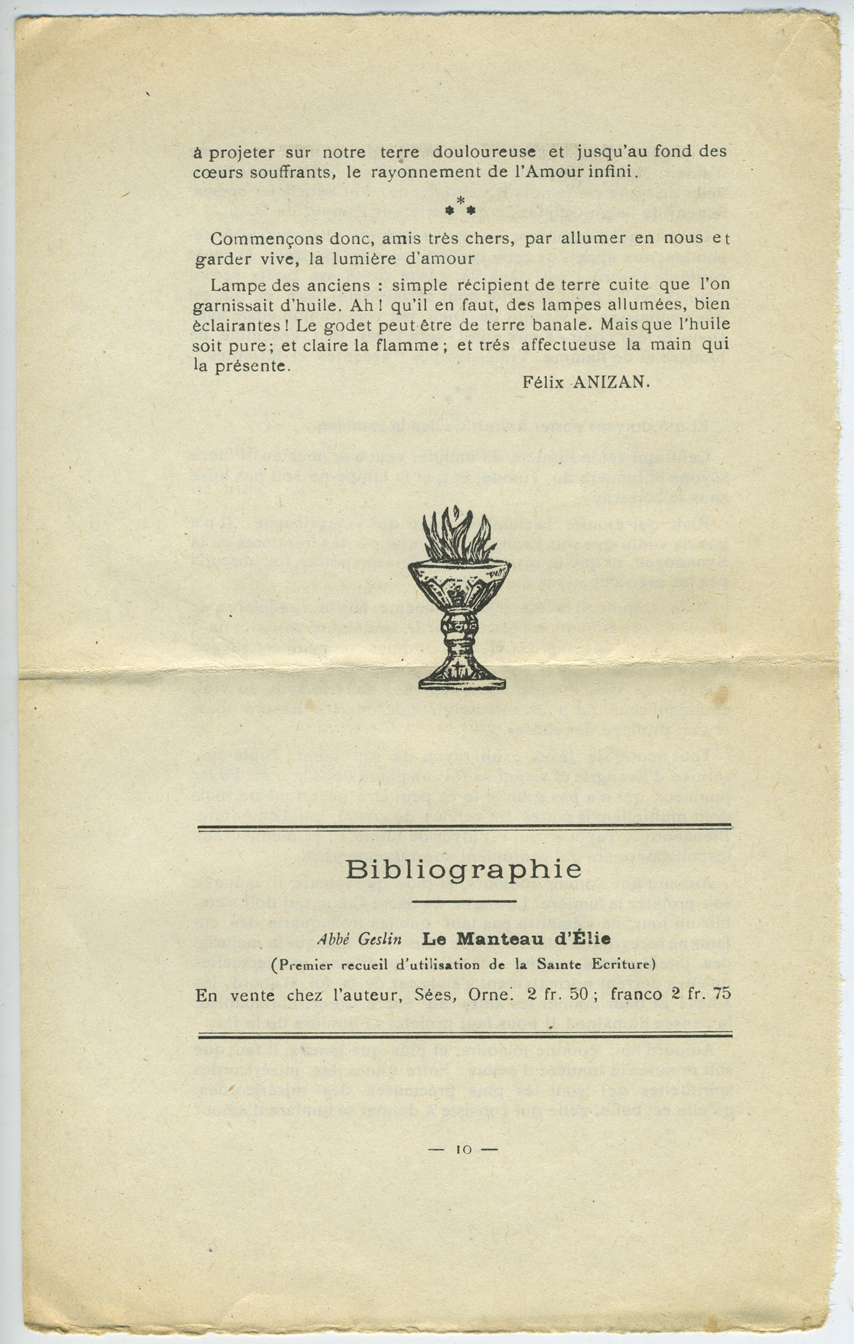 à projeter sur notre terre douloureuse et jusqu'au fond des
cœurs souffrants, le rayonnement de l'Amour infini.
***
Commençons donc, amis très chers, par allumer en nous et
garder vive, la lumière d'amour
Lampe des anciens : simple récipient de terre cuite que l'on
garnissait d'huile. Ah ! qu'il en faut, des lampes allumées, bien
èclairantes ! Le godet peut être de terre banale. Mais que l'huile
soit pure ; et claire la flamme ; et trés affectueuse la main qui
la présente.
Félix ANIZAN.
Bibliographie
Abbé Geslin Le Manteau d'Élie
(Premier recueil d'utilisation de la Sainte Ecriture)
En vente chez l'auteur, Sées, Orne. 2 fr. 50 ; franco 2 fr. 75
— 10 —